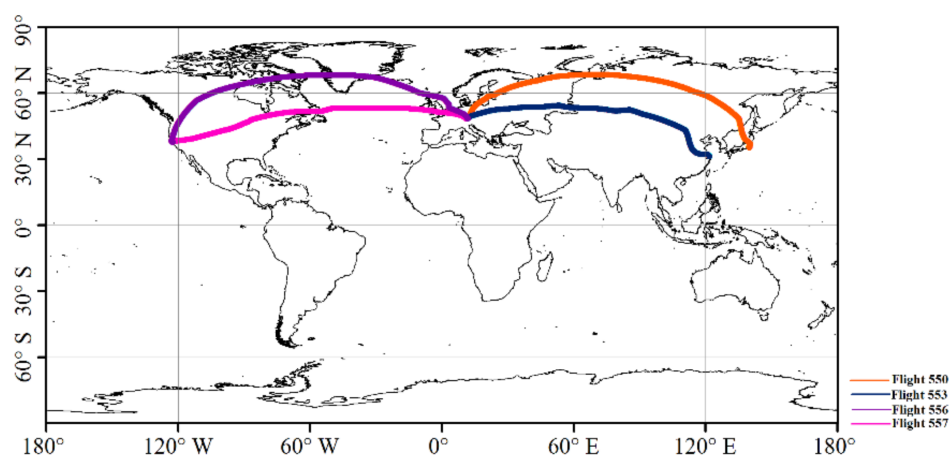 90°
60° N
30° N
0°
30° S
60° S
180°
120° W
60° W
0°
60° E
120° E
180°
Flight 550
Flight 553
Flight 556
Flight 557